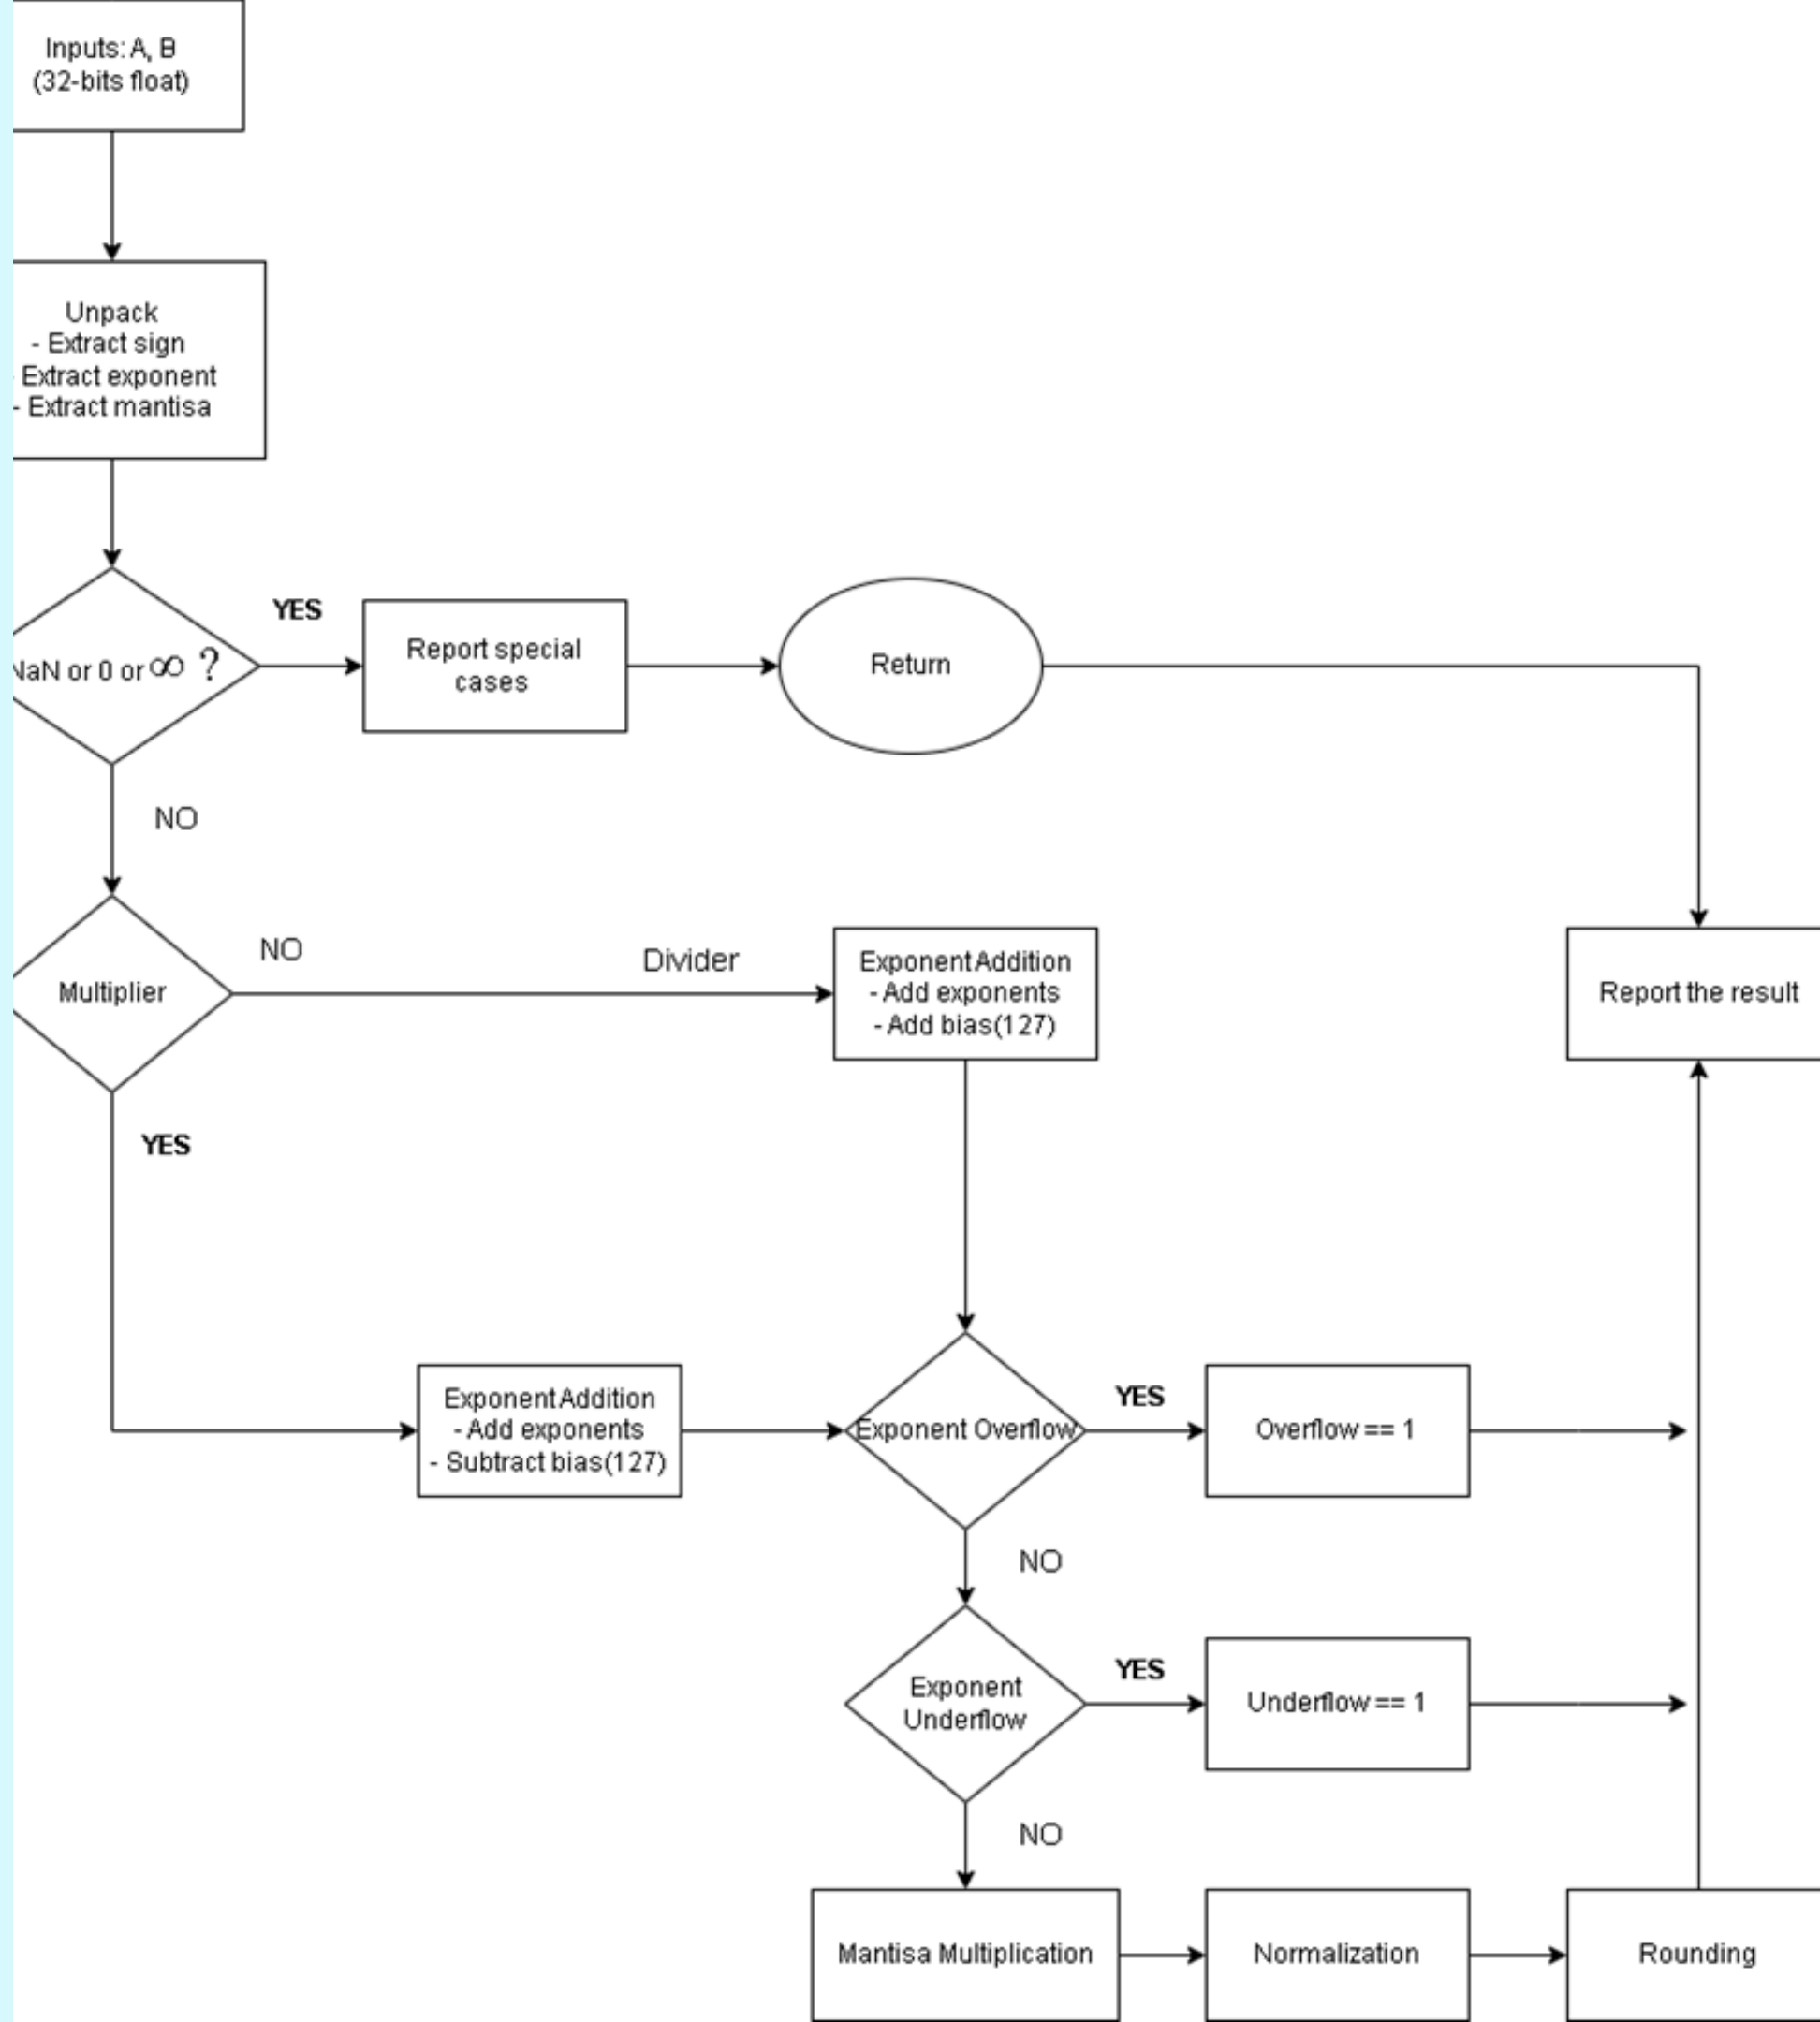 Inputs: A, B
(32-bits float)
Unpack
- Extract sign
- Extract exponent
- Extract mantisa
NaN or 0 or ∞ ?
YES
Report special
cases
Return
NO
Multiplier
NO
Divider
Exponent Addition
- Add exponents
- Add bias(127)
Report the result
YES
Exponent Addition
- Add exponents
- Subtract bias(127)
Exponent Overflow
YES
Overflow == 1
NO
Exponent
Underflow
YES
Underflow == 1
NO
Mantisa Multiplication
Normalization
Rounding